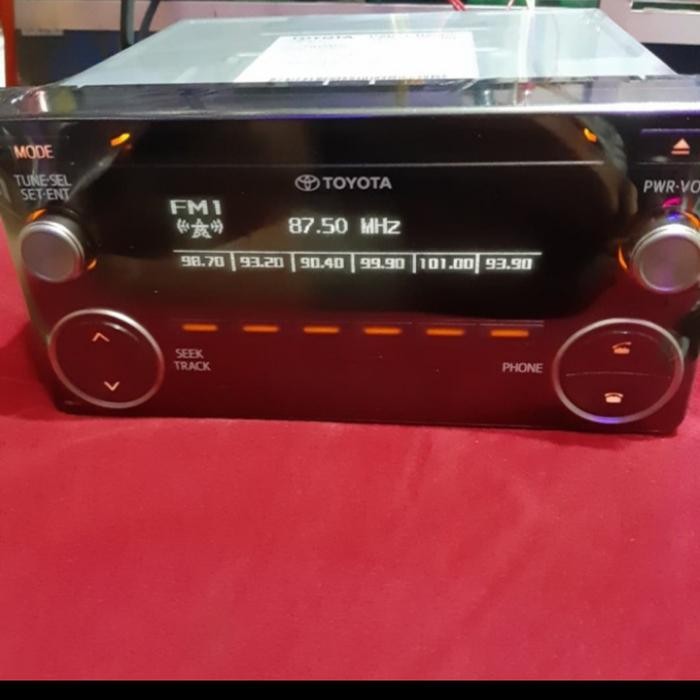 TOYOTA
MODE
TUNE·SEL
SET·ENT
TOYOTA
PWR·VO
FM1
87.50 MHz
98.70 93.20 90.40 99.90 101.00 93.90
SEEK
TRACK
PHONE